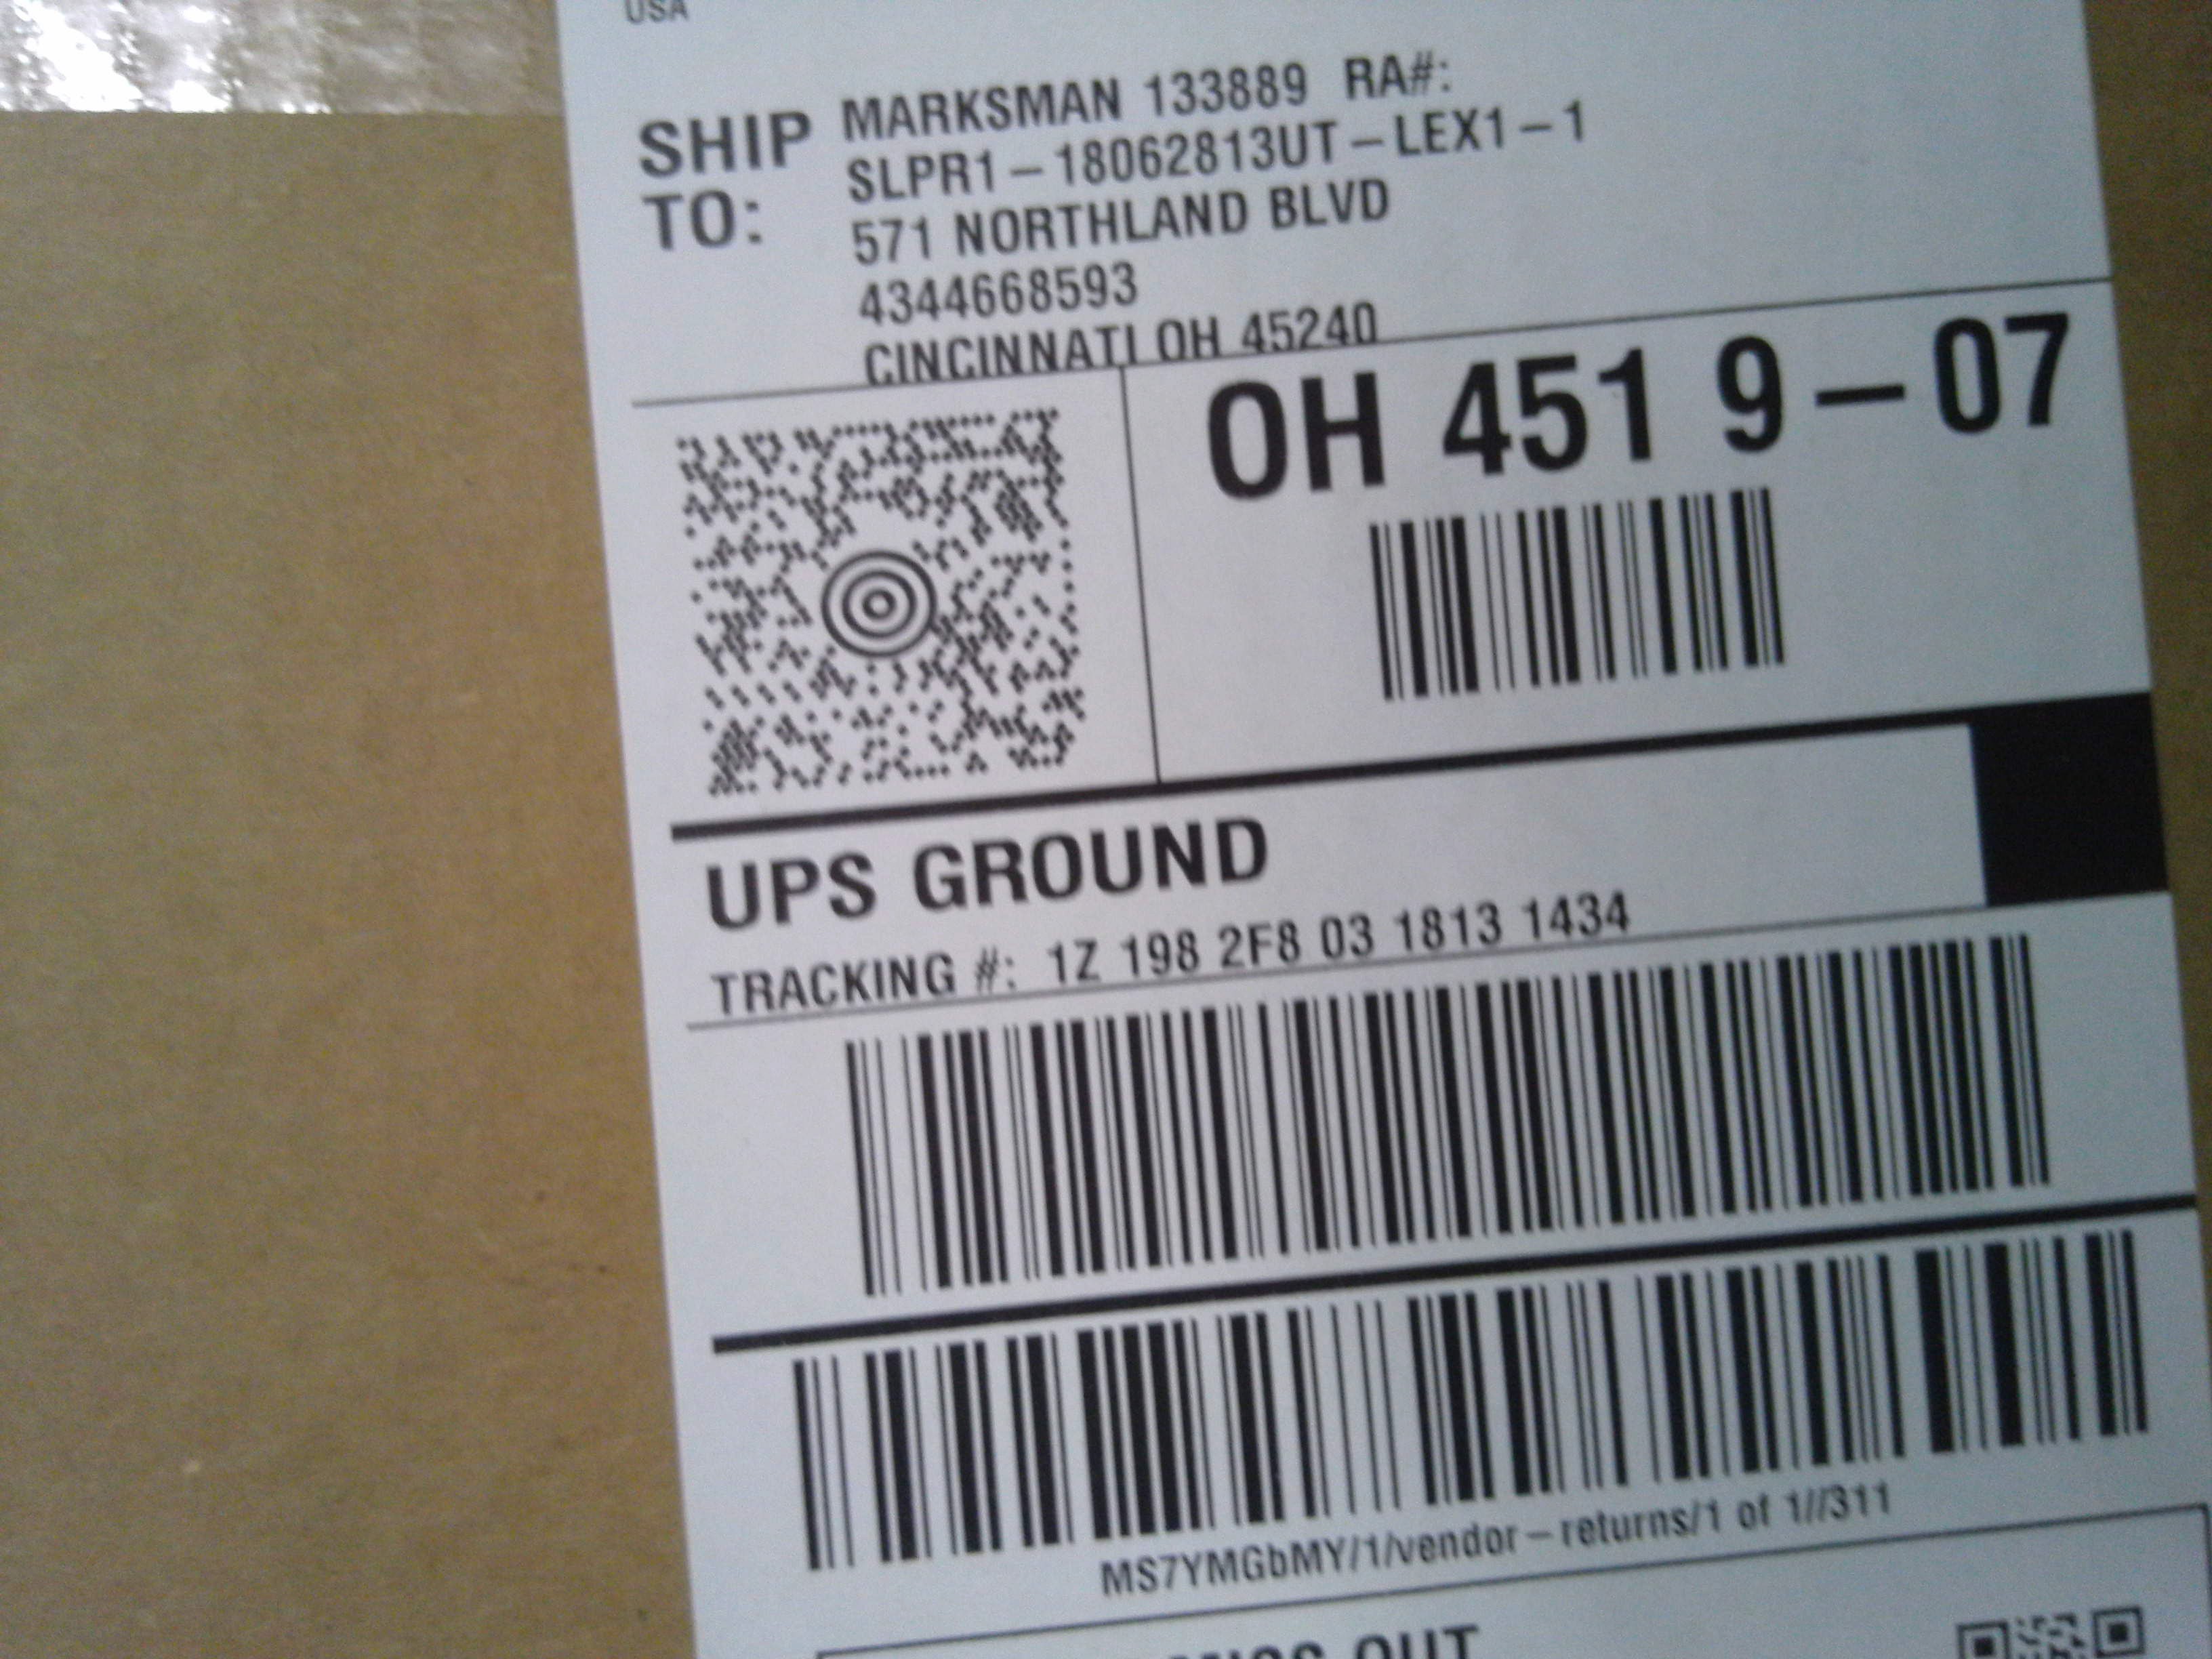 USA
SHIP TO:
MARKSMAN 133889 RA#:
SLPR1-18062813UT-LEX1-1
571 NORTHLAND BLVD
4344668593
CINCINNATI OH 45240
OH 451 9-07
UPS GROUND
TRACKING #: 1Z 198 2F8 03 1813 1434
MS7YMGbMY/1/vendor-returns/1 of 1//311
MISS OUT